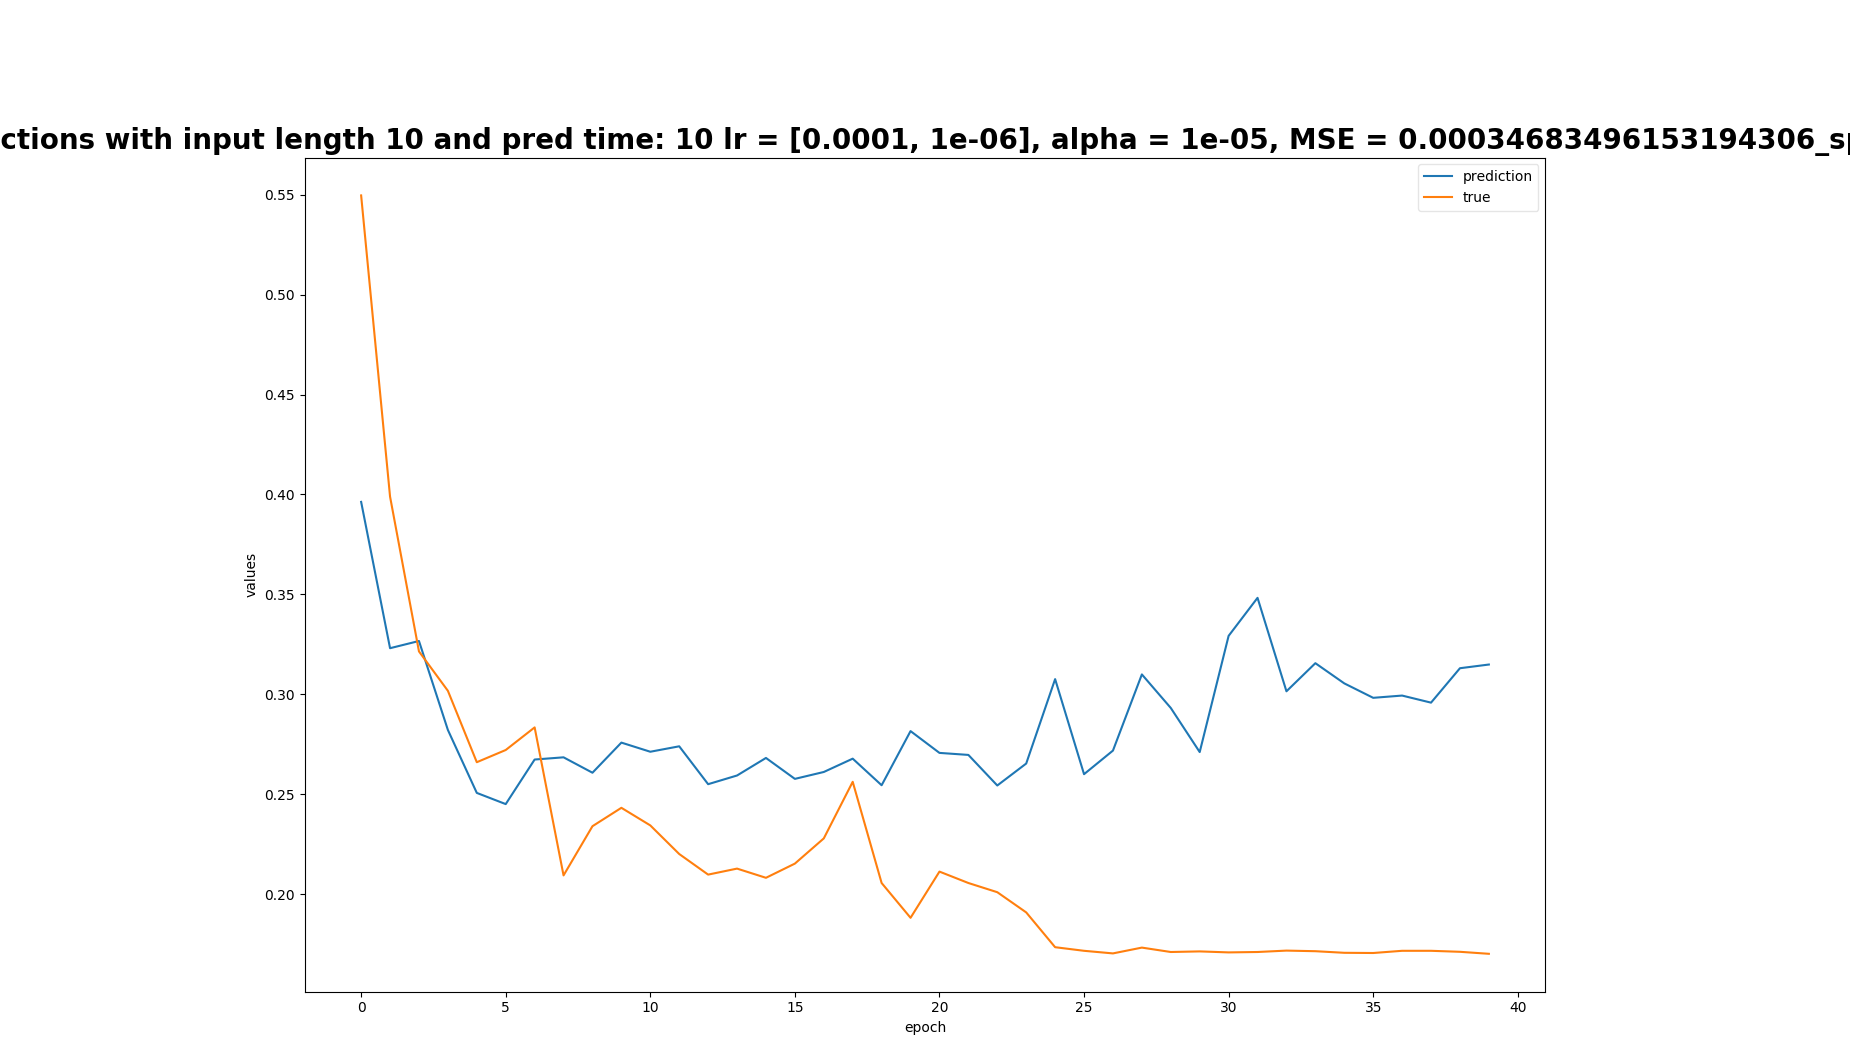 ctions with input length 10 and pred time: 10 lr = [0.0001, 1e-06], alpha = 1e-05, MSE = 0.00034683496153194306_sp
prediction
true
0.55
0.50
0.45
0.40
0.35
0.30
0.25
0.20
values
0 5 10 15 20 25 30 35 40
epoch